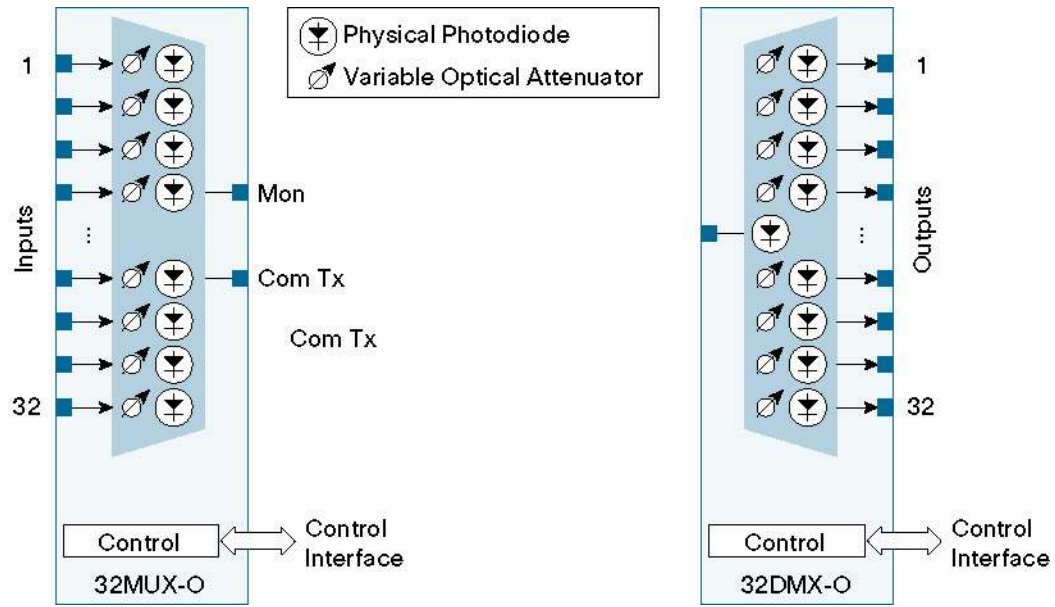 Physical Photodiode
Variable Optical Attenuator
1
Inputs
...
32
Mon
Com Tx
Com Tx
Control
Control
Interface
32MUX-O
1
Outputs
...
32
Control
Control
Interface
32DMX-O